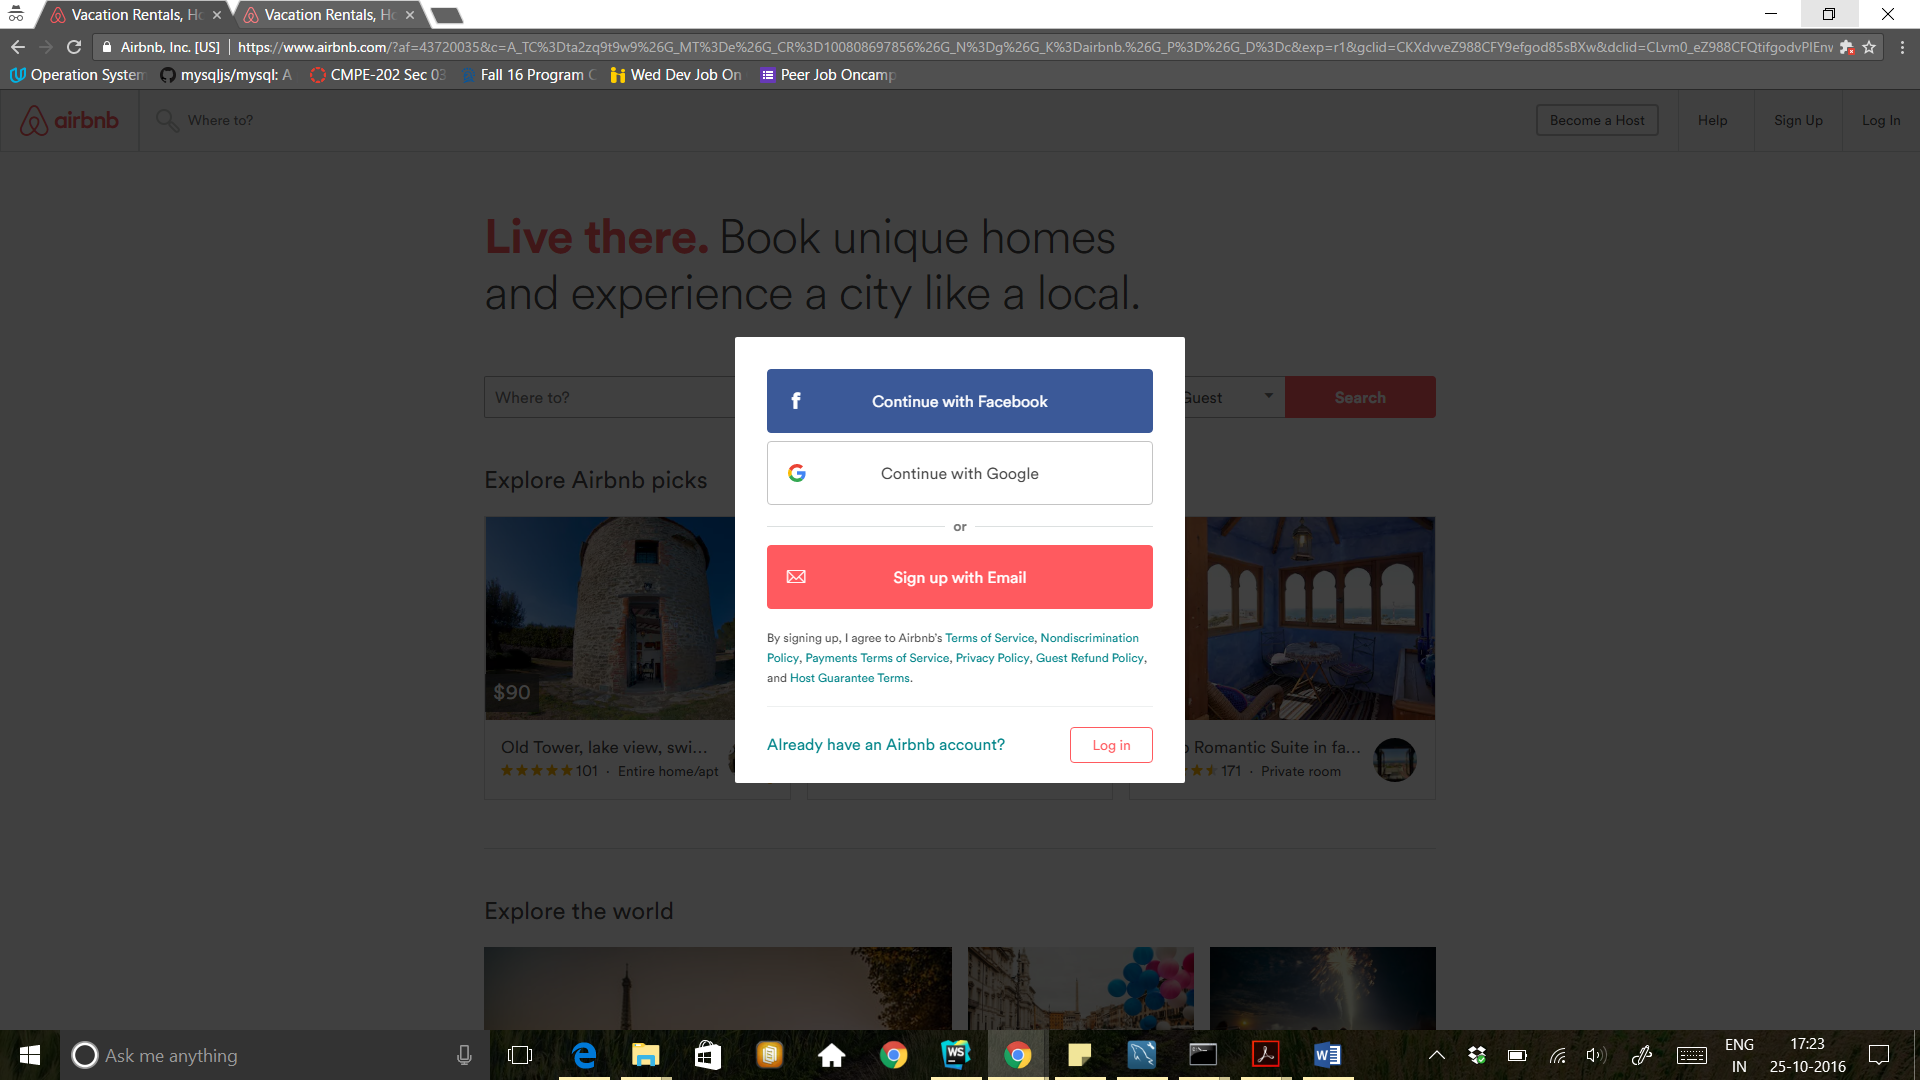 Vacation Rentals, Ho
Vacation Rentals, Ho
Airbnb, Inc. [US]
https://www.airbnb.com/?af=43720035&c=A_TC%3Dta2zq9t9w9%26G_MT%3De%26G_CR%3D100808697856%26G_N%3Dg%26G_K%3Dairbnb.%26G_P%3D%26G_D%3Dc&exp=r1&gclid=CKXdvveZ988CFY9efgod85sBXw&dclid=CLvm0_eZ988CFQtifgodvPIEnw
Operation System
mysqljs/mysql: A
CMPE-202 Sec 03
Fall 16 Program C
Wed Dev Job On
Peer Job Oncamp
airbnb
Where to?
Become a Host
Help
Sign Up
Log In
Live there. Book unique homes
and experience a city like a local.
Where to?
Guest
Search
Continue with Facebook
Continue with Google
or
Sign up with Email
By signing up, I agree to Airbnb's Terms of Service, Nondiscrimination
Policy, Payments Terms of Service, Privacy Policy, Guest Refund Policy,
and Host Guarantee Terms.
Already have an Airbnb account?
Log in
Explore Airbnb picks
$90
Old Tower, lake view, swi...
101 · Entire home/apt
Romantic Suite in fa...
171 · Private room
Explore the world
Ask me anything
ENG
IN
17:23
25-10-2016